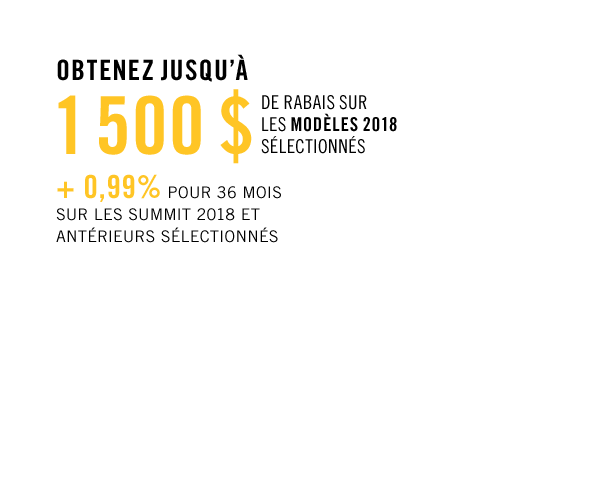 OBTENEZ JUSQU'À
1 500 $
DE RABAIS SUR
LES MODÈLES 2018
SÉLECTIONNÉS
+ 0,99% POUR 36 MOIS
SUR LES SUMMIT 2018 ET
ANTÉRIEURS SÉLECTIONNÉS